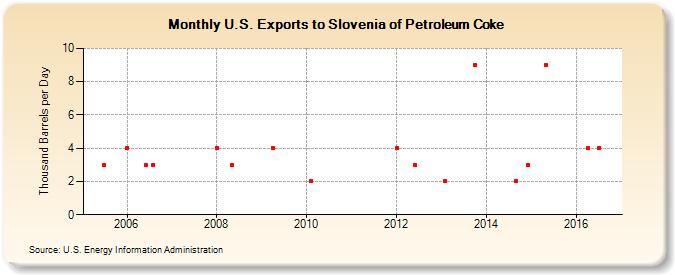 Monthly U.S. Exports to Slovenia of Petroleum Coke
Thousand Barrels per Day
10
8
6
4
2
0
2006 2008 2010 2012 2014 2016
Source: U.S. Energy Information Administration